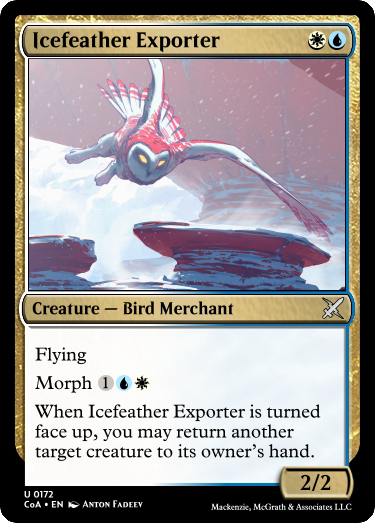 Icefeather Exporter
Creature — Bird Merchant
Flying
Morph 1
When Icefeather Exporter is turned
face up, you may return another
target creature to its owner's hand.
2/2
U 0172
CoA • EN Anton Fadeev
Mackenzie, McGrath & Associates LLC